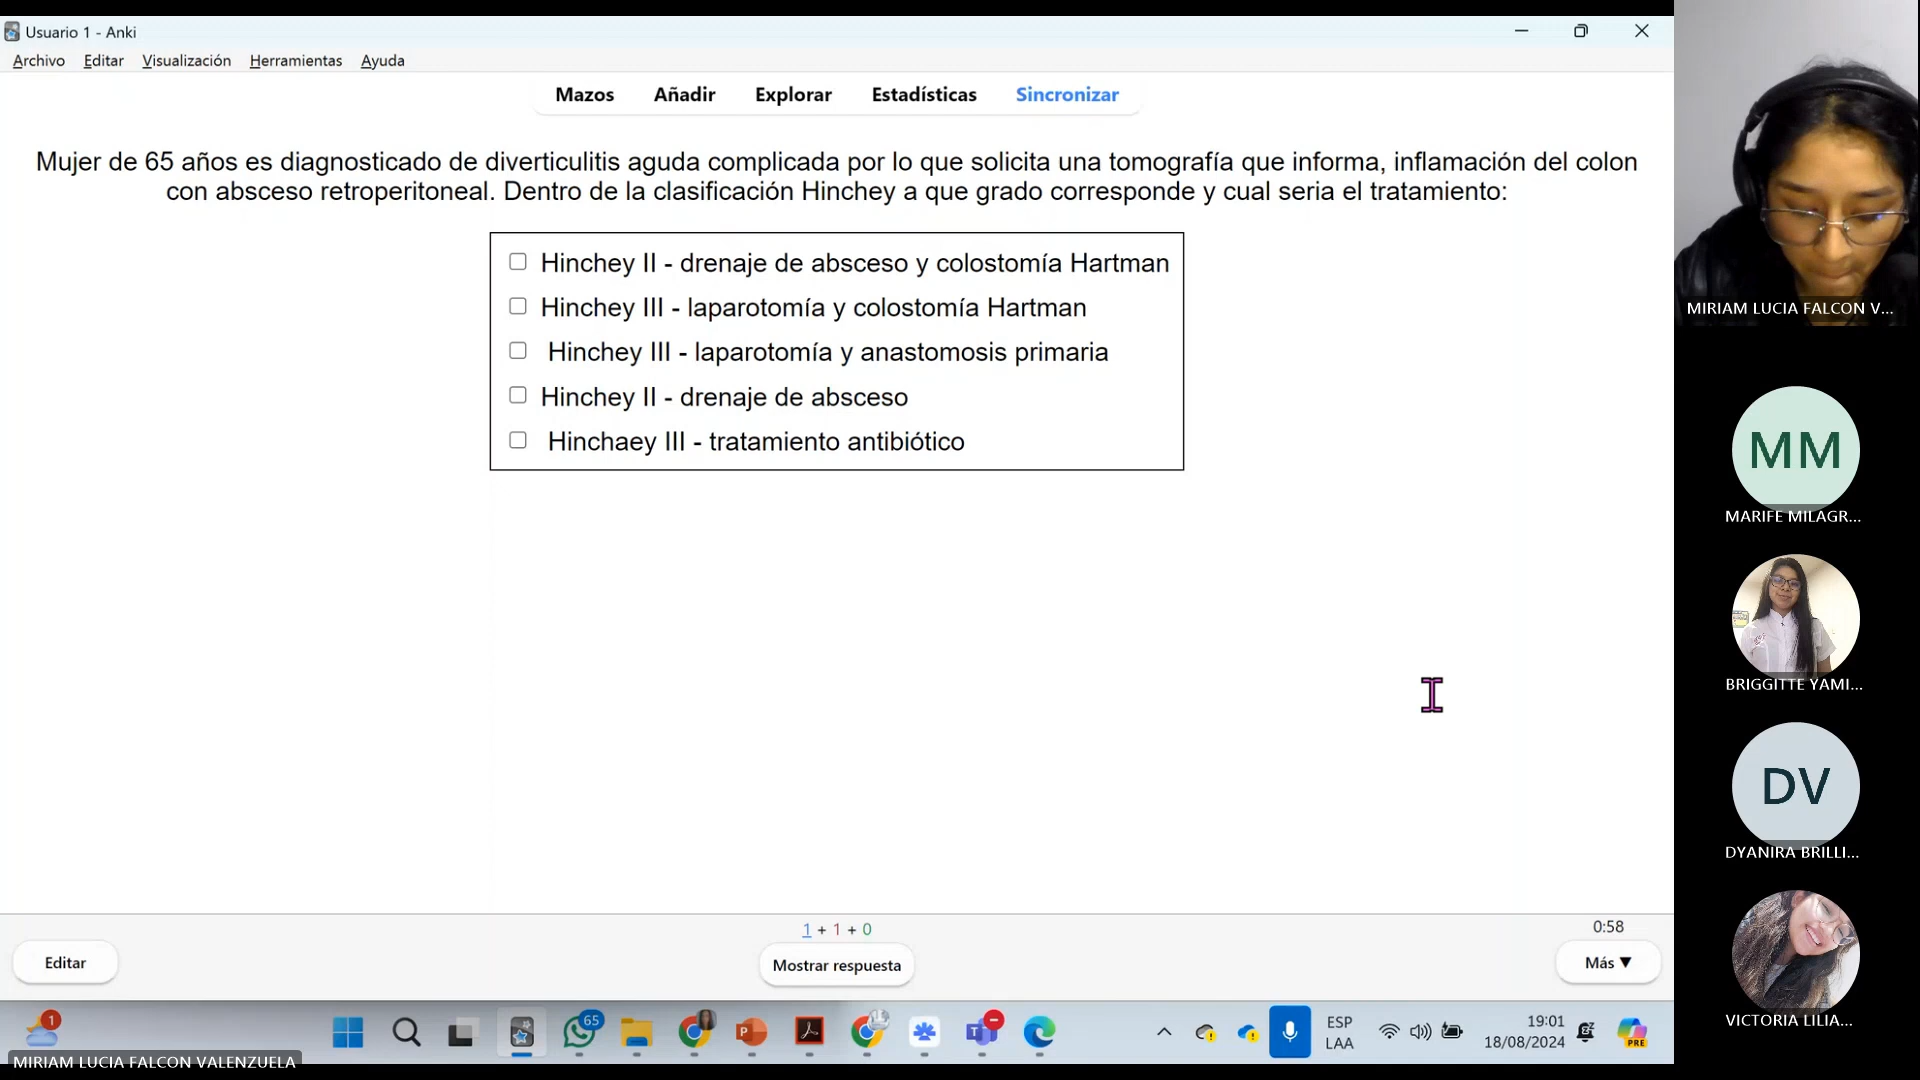 Usuario 1 - Anki
Archivo Editar Visualización Herramientas Ayuda
Mazos Añadir Explorar Estadísticas Sincronizar
Mujer de 65 años es diagnosticado de diverticulitis aguda complicada por lo que solicita una tomografía que informa, inflamación del colon
con absceso retroperitoneal. Dentro de la clasificación Hinchey a que grado corresponde y cual seria el tratamiento:
Hinchey II - drenaje de absceso y colostomía Hartman
Hinchey III - laparotomía y colostomía Hartman
Hinchey III - laparotomía y anastomosis primaria
Hinchey II - drenaje de absceso
Hinchaey III - tratamiento antibiótico
MIRIAM LUCIA FALCON V...
MM
MARIFE MILAGR...
BRIGGITTE YAMI...
DV
DYANIRA BRILLI...
VICTORIA LILIA...
1 + 1 + 0
0:58
Editar
Mostrar respuesta
Más ▼
1
65
ESP
LAA
19:01
18/08/2024
PRE
MIRIAM LUCIA FALCON VALENZUELA